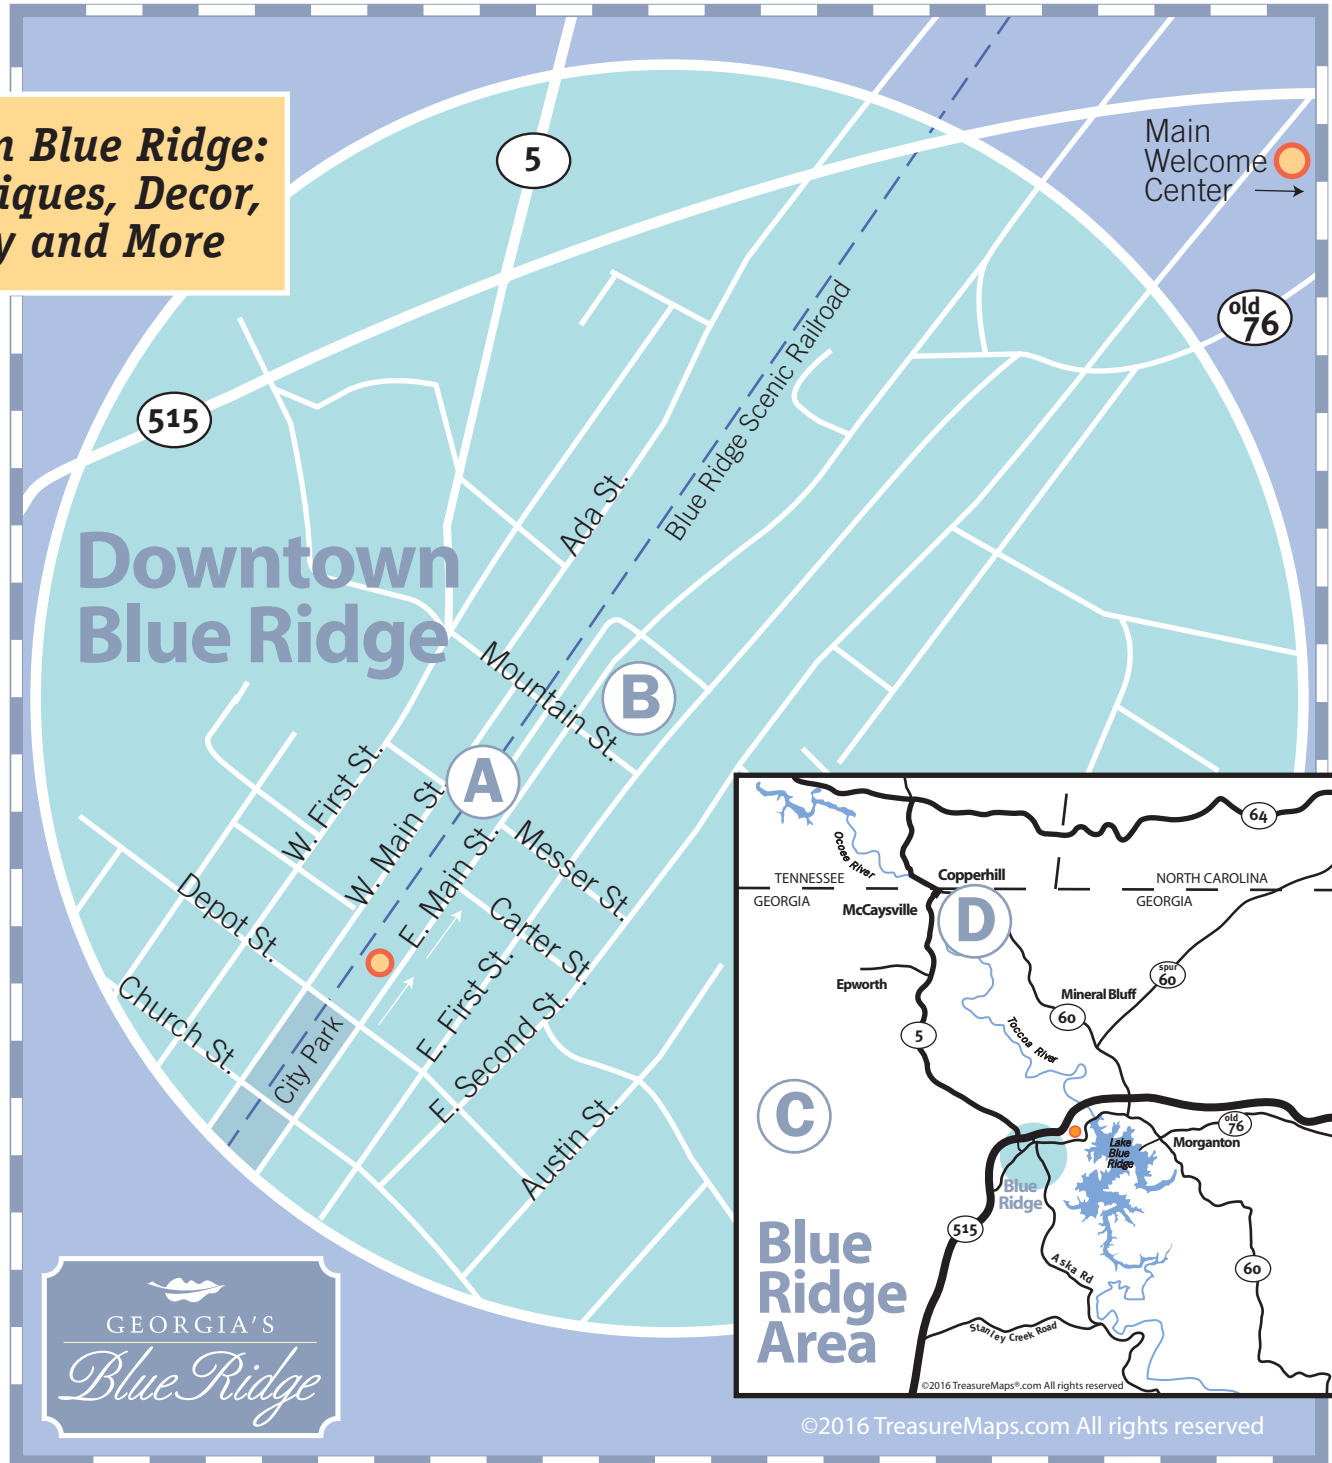 Blue Ridge:
Decor,
and More
5
Main
Welcome
Center
old
76
515
Blue Ridge Scenic Railroad
Ada St.
Downtown
Blue Ridge
Mountain St.
B
A
W. First St.
W. Main St.
E. Main St.
Messer St.
Carter St.
Depot St.
Church St.
City Park
E. First St.
E. Second St.
Austin St.
64
Ocoee River
TENNESSEE
Copperhill
NORTH CAROLINA
GEORGIA
GEORGIA
McCaysville
D
Epworth
spur
60
Mineral Bluff
60
5
Toccoa River
C
old
76
Morganton
Lake
Blue
Ridge
Blue
Ridge
515
60
Aska Rd
Blue
Ridge
Area
Stanley Creek Road
©2016 TreasureMaps®.com All rights reserved
GEORGIA'S
Blue Ridge
©2016 TreasureMaps.com All rights reserved